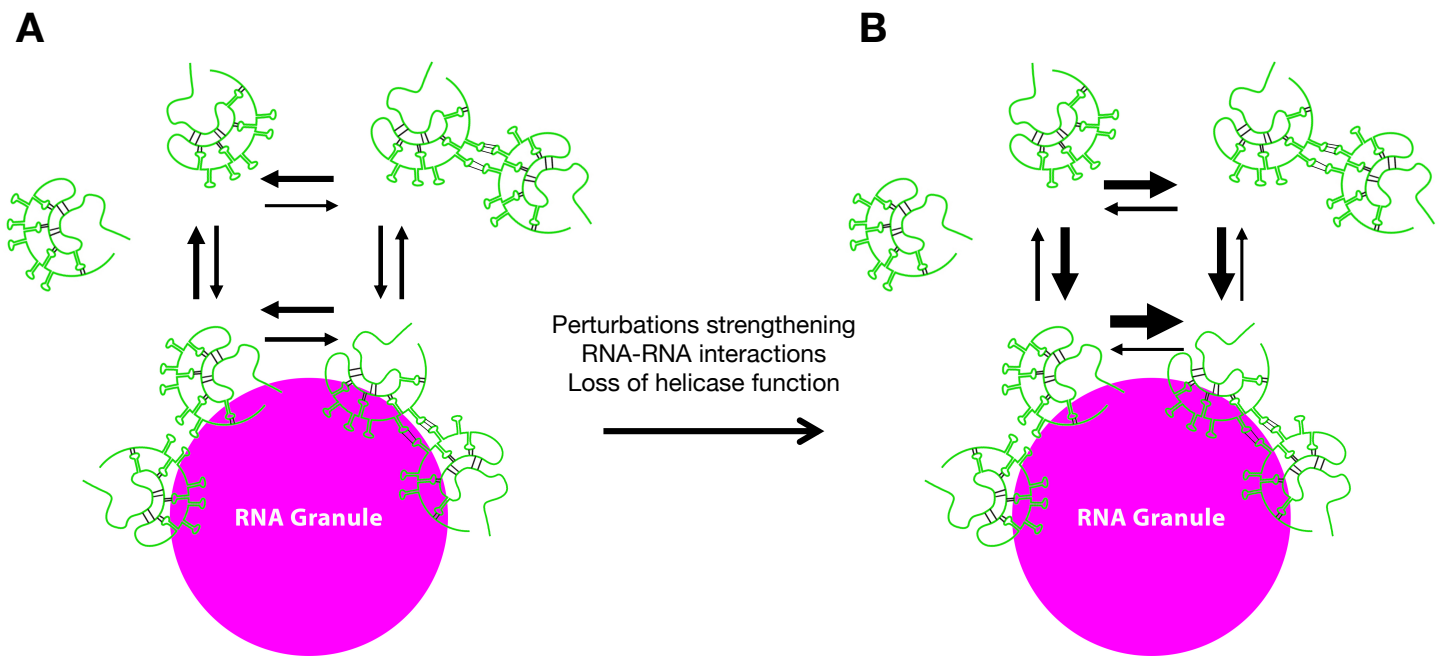 A
B
Perturbations strengthening
RNA-RNA interactions
Loss of helicase function
RNA Granule
RNA Granule